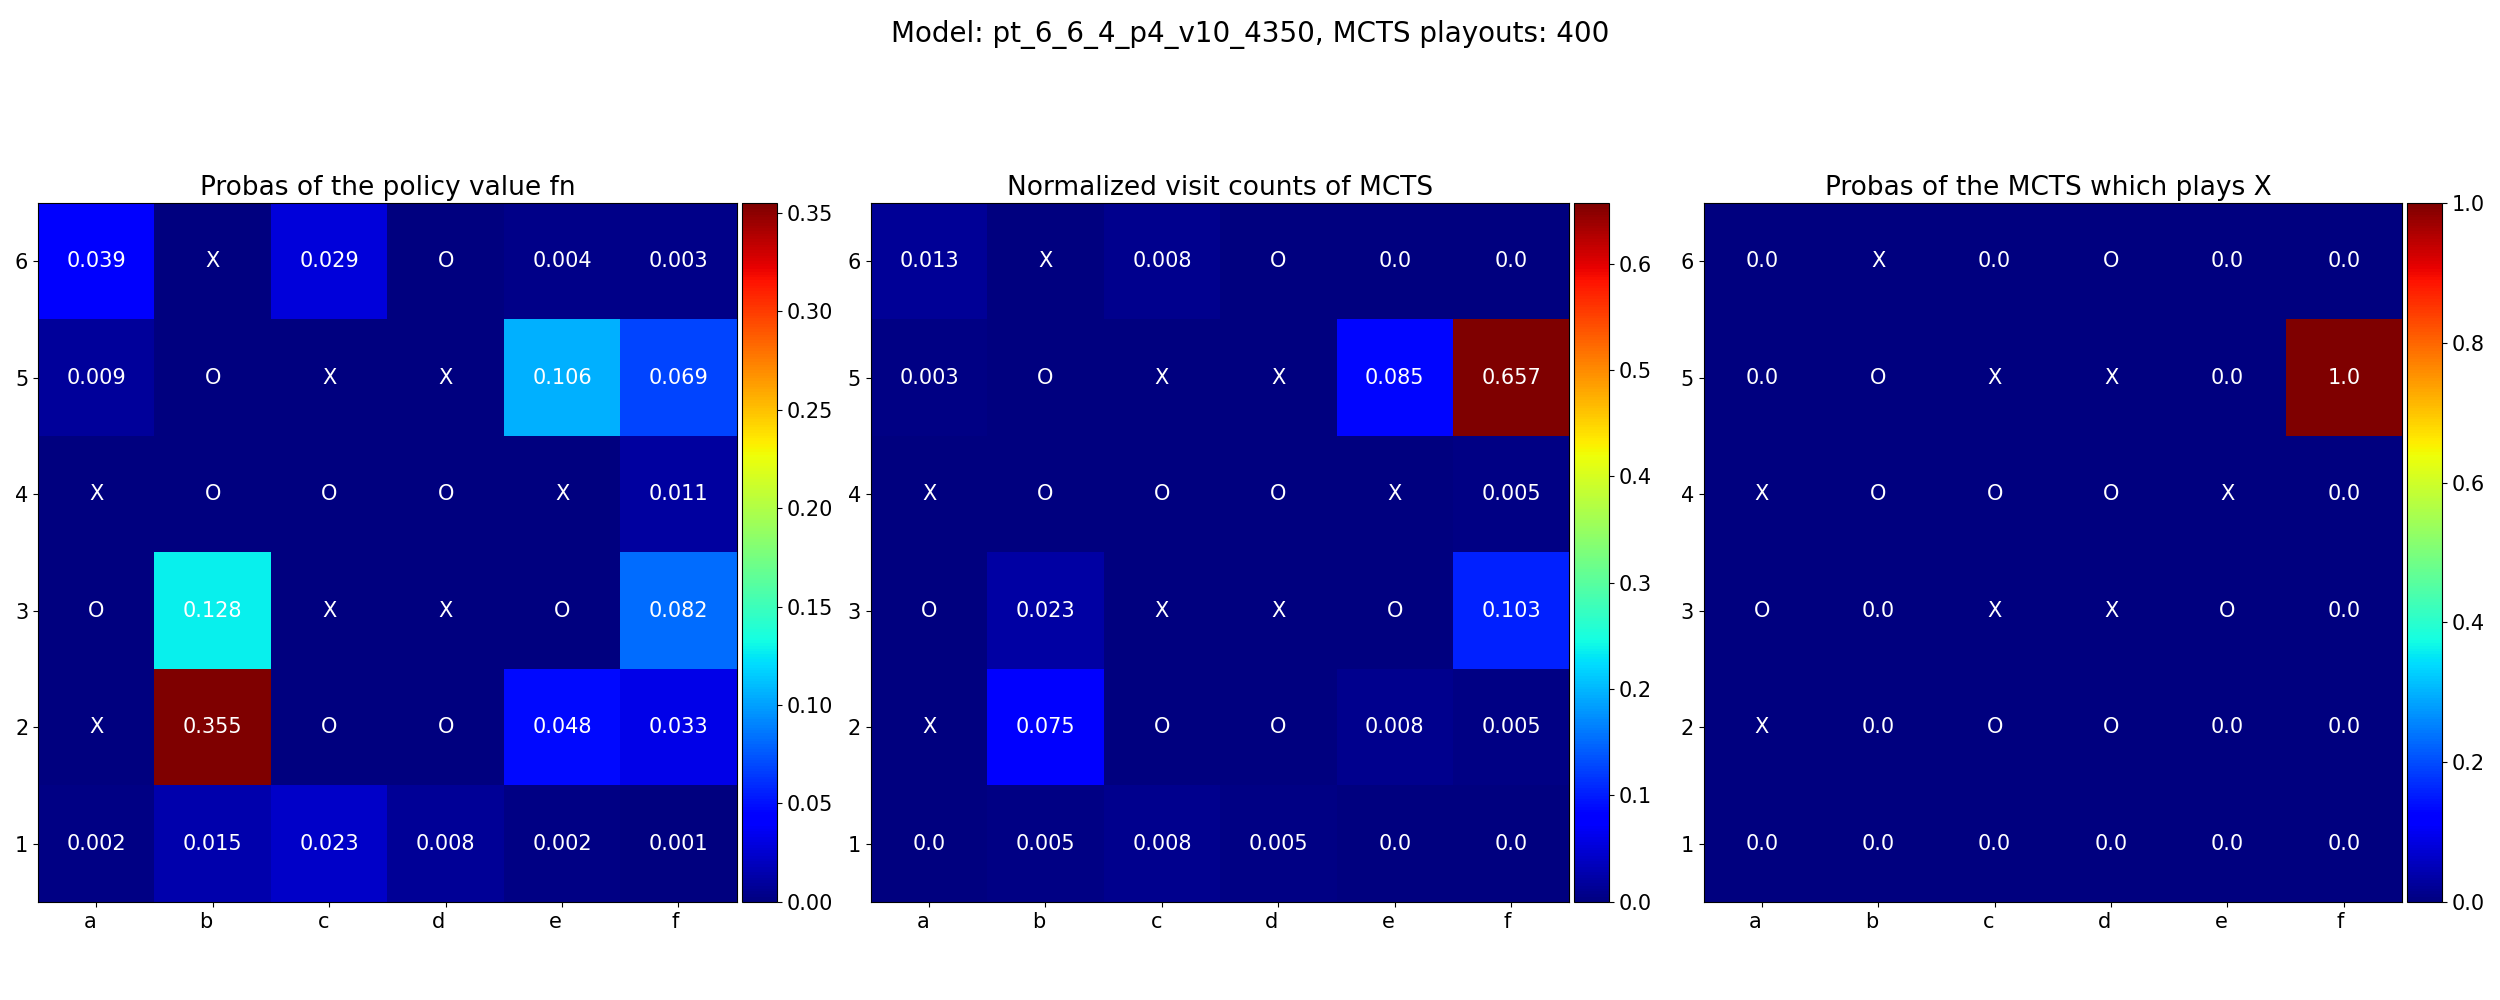 Model: pt_6_6_4_p4_v10_4350, MCTS playouts: 400
Probas of the policy value fn
6 0.039 X 0.029 O 0.004 0.003
5 0.009 O X X 0.106 0.069
4 X O O O X 0.011
3 O 0.128 X X O 0.082
2 X 0.355 O O 0.048 0.033
1 0.002 0.015 0.023 0.008 0.002 0.001
a b c d e f
0.35
0.30
0.25
0.20
0.15
0.10
0.05
0.00
Normalized visit counts of MCTS
6 0.013 X 0.008 O 0.0 0.0
5 0.003 O X X 0.085 0.657
4 X O O O X 0.005
3 O 0.023 X X O 0.103
2 X 0.075 O O 0.008 0.005
1 0.0 0.005 0.008 0.005 0.0 0.0
a b c d e f
0.6
0.5
0.4
0.3
0.2
0.1
0.0
Probas of the MCTS which plays X
6 0.0 X 0.0 O 0.0 0.0
5 0.0 O X X 0.0 1.0
4 X O O O X 0.0
3 O 0.0 X X O 0.0
2 X 0.0 O O 0.0 0.0
1 0.0 0.0 0.0 0.0 0.0 0.0
a b c d e f
1.0
0.8
0.6
0.4
0.2
0.0